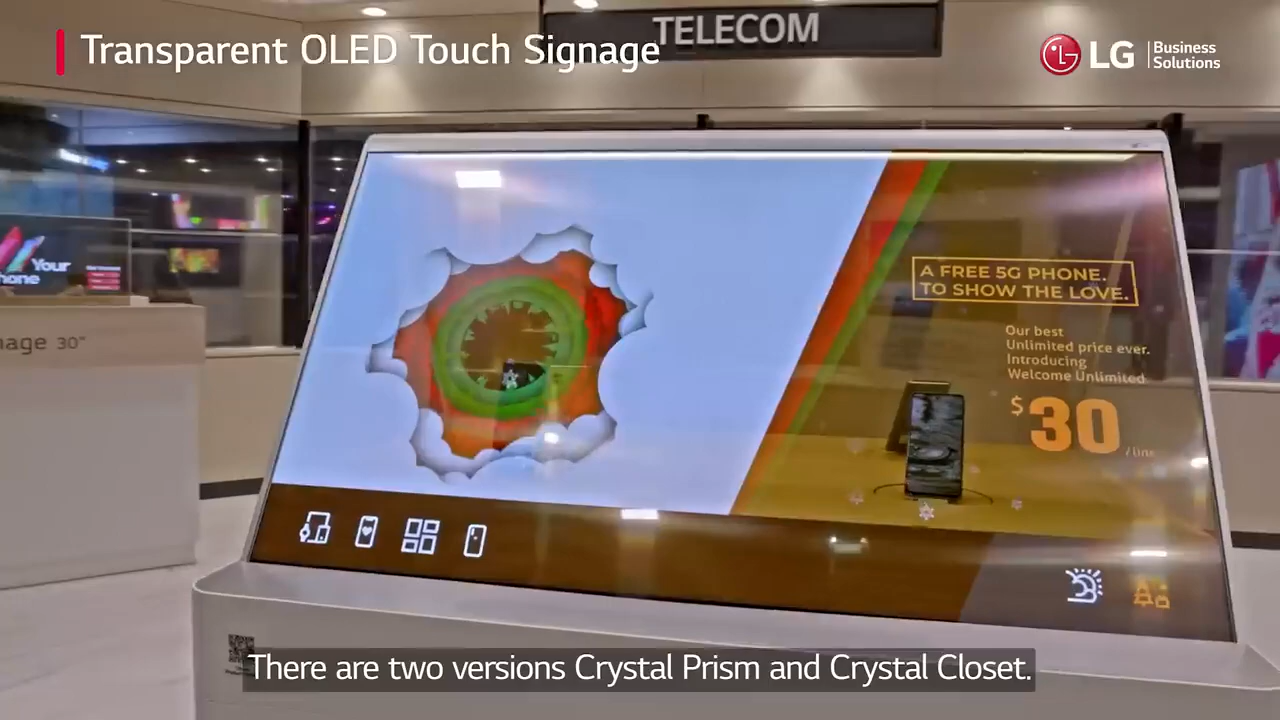 TELECOM
Transparent OLED Touch Signage
LG
Business
Solutions
A FREE 5G PHONE.
TO SHOW THE LOVE.
Our best
Unlimited price ever.
Introducing
Welcome Unlimited
$30
/line
Your
hone
nage 30"
There are two versions Crystal Prism and Crystal Closet.